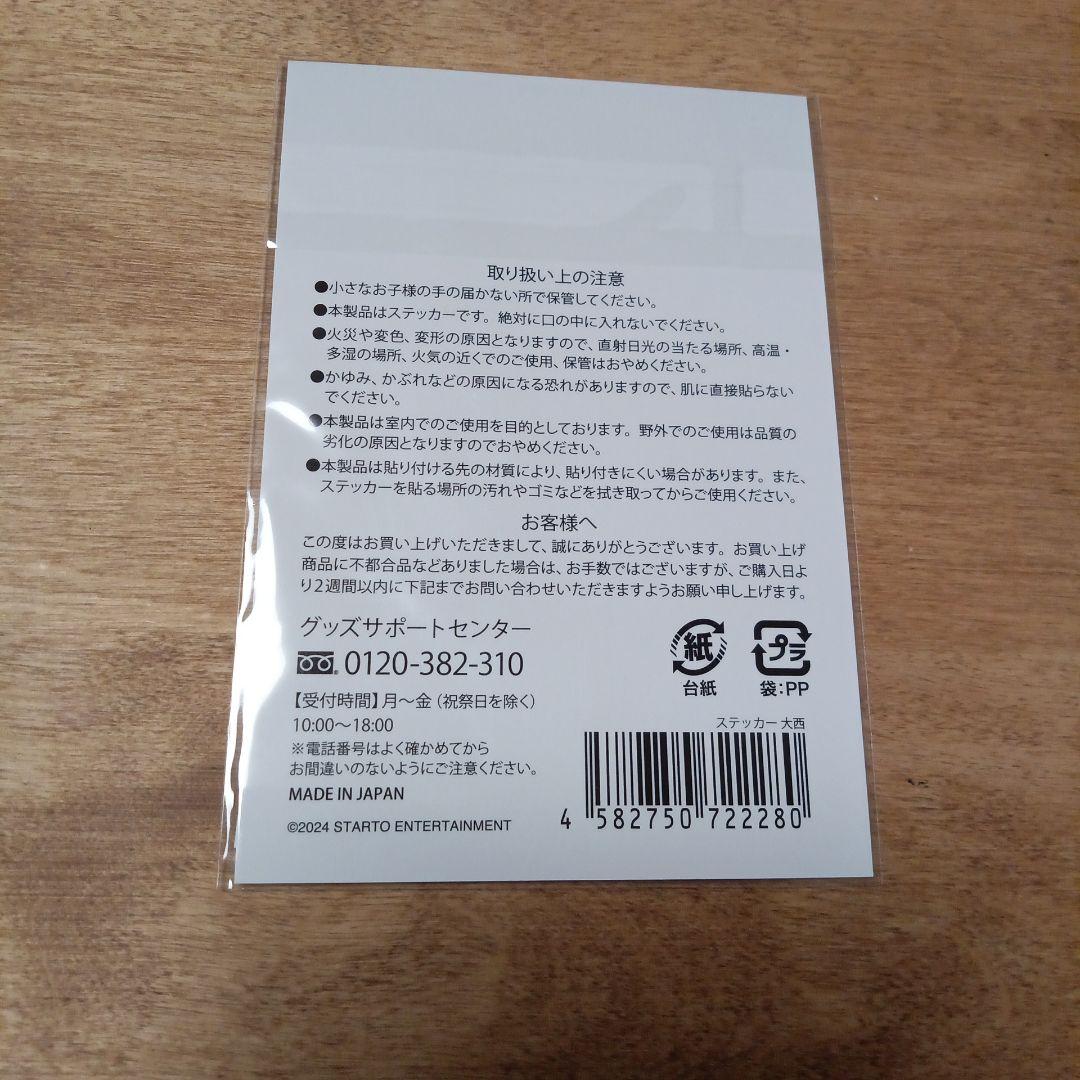 取り扱い上の注意
●小さなお子様の手の届かない所で保管してください。
●本製品はステッカーです。絶対に口の中に入れないでください。
●火災や変色、変形の原因となりますので、直射日光の当たる場所、高温・
多湿の場所、火気の近くでのご使用、保管はおやめください。
●かゆみ、かぶれなどの原因になる恐れがありますので、肌に直接貼らない
でください。
●本製品は室内でのご使用を目的としております。野外でのご使用は品質の
劣化の原因となりますのでおやめください。
●本製品は貼り付ける先の材質により、貼り付きにくい場合があります。また、
ステッカーを貼る場所の汚れやゴミなどを拭き取ってからご使用ください。
お客様へ
この度はお買い上げいただきまして、誠にありがとうございます。お買い上げ
商品に不都合品などありました場合は、お手数ではございますが、ご購入日よ
り2週間以内に下記までお問い合わせいただきますようお願い申し上げます。
グッズサポートセンター
0120-382-310
【受付時間】月～金（祝祭日を除く）
10:00～18:00
※電話番号はよく確かめてから
お間違いのないようにご注意ください。
MADE IN JAPAN
©2024 STARTO ENTERTAINMENT
紙
台紙
プラ
袋：PP
ステッカー 大西
4 582750 722280